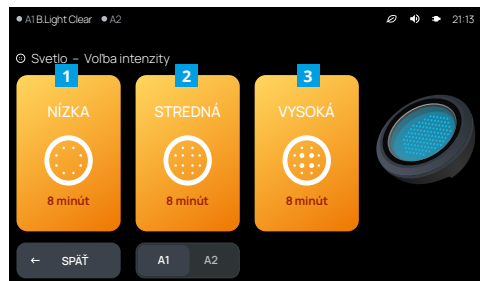 A1 B.Light Clear A2 21:13
Svetlo – Voľba intenzity
1 2 3
NÍZKA STREDNÁ VYSOKÁ
8 minút 8 minút 8 minút
← SPÄŤ A1 A2